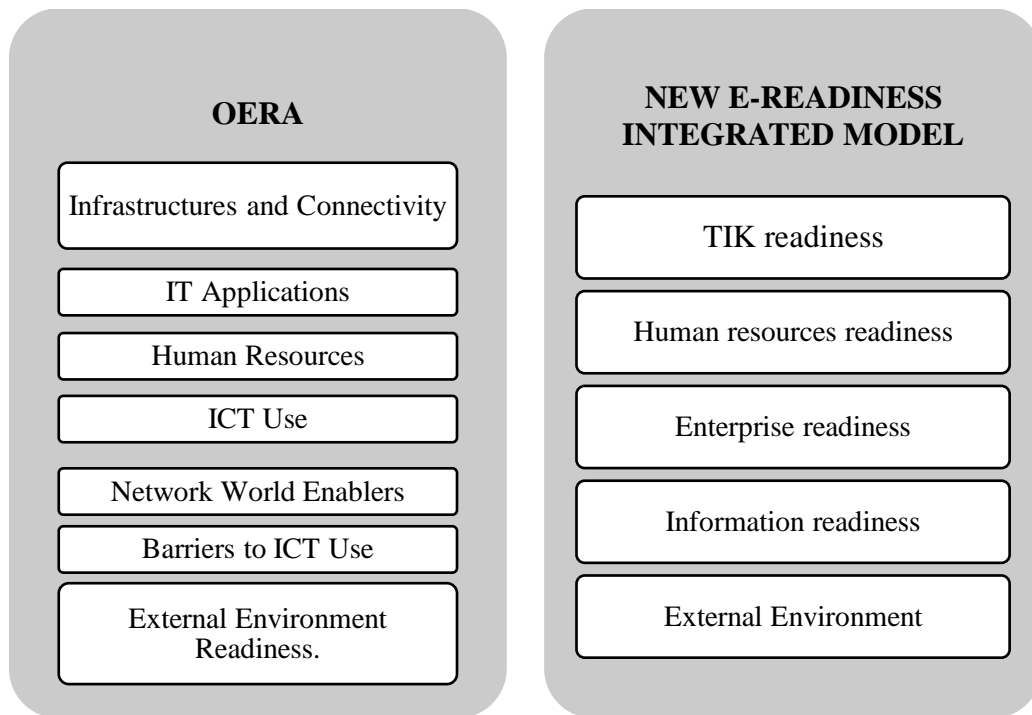 OERA
Infrastructures and Connectivity
IT Applications
Human Resources
ICT Use
Network World Enablers
Barriers to ICT Use
External Environment
Readiness.
NEW E-READINESS
INTEGRATED MODEL
TIK readiness
Human resources readiness
Enterprise readiness
Information readiness
External Environment